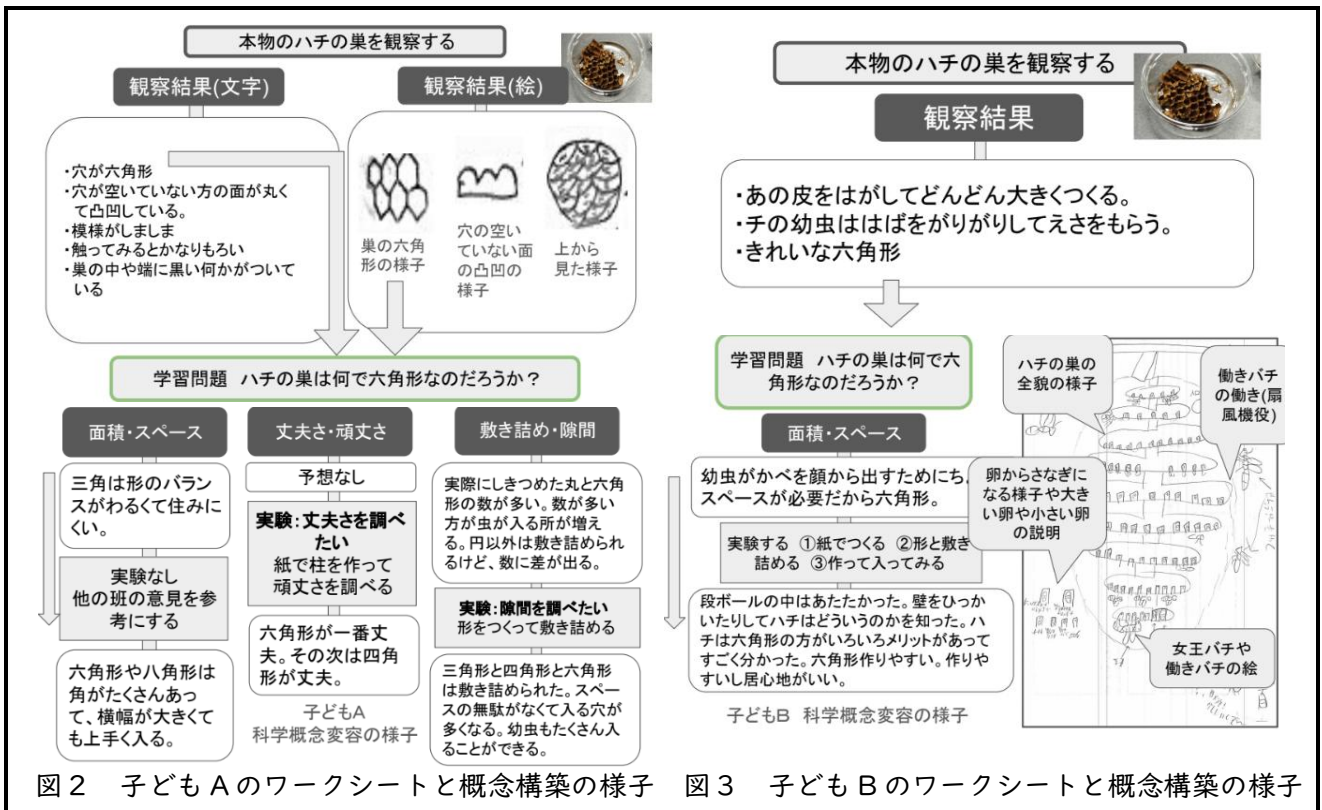 本物のハチの巣を観察する
観察結果(文字)
観察結果(絵)
・穴が六角形
・穴が空いていない方の面が丸く
て凸凹している。
・模様がしましま
・触ってみるとかなりもろい
・巣の中や端に黒い何かがついて
いる
巣の六角
形の様子
穴の空い
ていない面
の凸凹の
様子
上から
見た様子
学習問題 ハチの巣は何で六角形なのだろうか？
面積・スペース
三角は形のバラン
スがわるくて住みに
くい。
実験なし
他の班の意見を参
考にする
六角形や八角形は
角がたくさんあっ
て、横幅が大きくて
も上手く入る。
丈夫さ・頑丈さ
予想なし
実験：丈夫さを調べ
たい
紙で柱を作って
頑丈さを調べる
六角形が一番丈
夫。その次は四角
形が丈夫。
子どもA
科学概念変容の様子
敷き詰め・隙間
実際にしきつめた丸と六角
形の数が多い。数が多い
方が虫が入る所が増え
る。円以外は敷き詰められ
るけど、数に差が出る。
実験：隙間を調べたい
形をつくって敷き詰める
三角形と四角形と六角形
は敷き詰められた。スペー
スの無駄がなくて入る穴が
多くなる。幼虫もたくさん入
ることができる。
図２ 子どもAのワークシートと概念構築の様子
本物のハチの巣を観察する
観察結果
・あの皮をはがしてどんどん大きくつくる。
・チの幼虫ははばをがりがりしてえさをもらう。
・きれいな六角形
学習問題 ハチの巣は何で六
角形なのだろうか？
面積・スペース
幼虫がかべを顔から出すためにち
スペースが必要だから六角形。
実験する ①紙でつくる ②形と敷き
詰める ③作って入ってみる
段ボールの中はあたたかった。壁をひっか
いたりしてハチはどういうのかを知った。ハ
チは六角形の方がいろいろメリットがあって
すごく分かった。六角形作りやすい。作りや
すいし居心地がいい。
子どもB 科学概念変容の様子
ハチの巣の
全貌の様子
働きバチ
の働き(扇
風機役)
卵からさなぎに
なる様子や大き
い卵や小さい卵
の説明
女王バチや
働きバチの絵
図３ 子どもBのワークシートと概念構築の様子